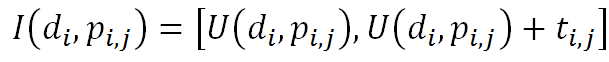 I(d_i, p_{i,j}) = [U(d_i, p_{i,j}), U(d_i, p_{i,j}) + t_{i,j}]